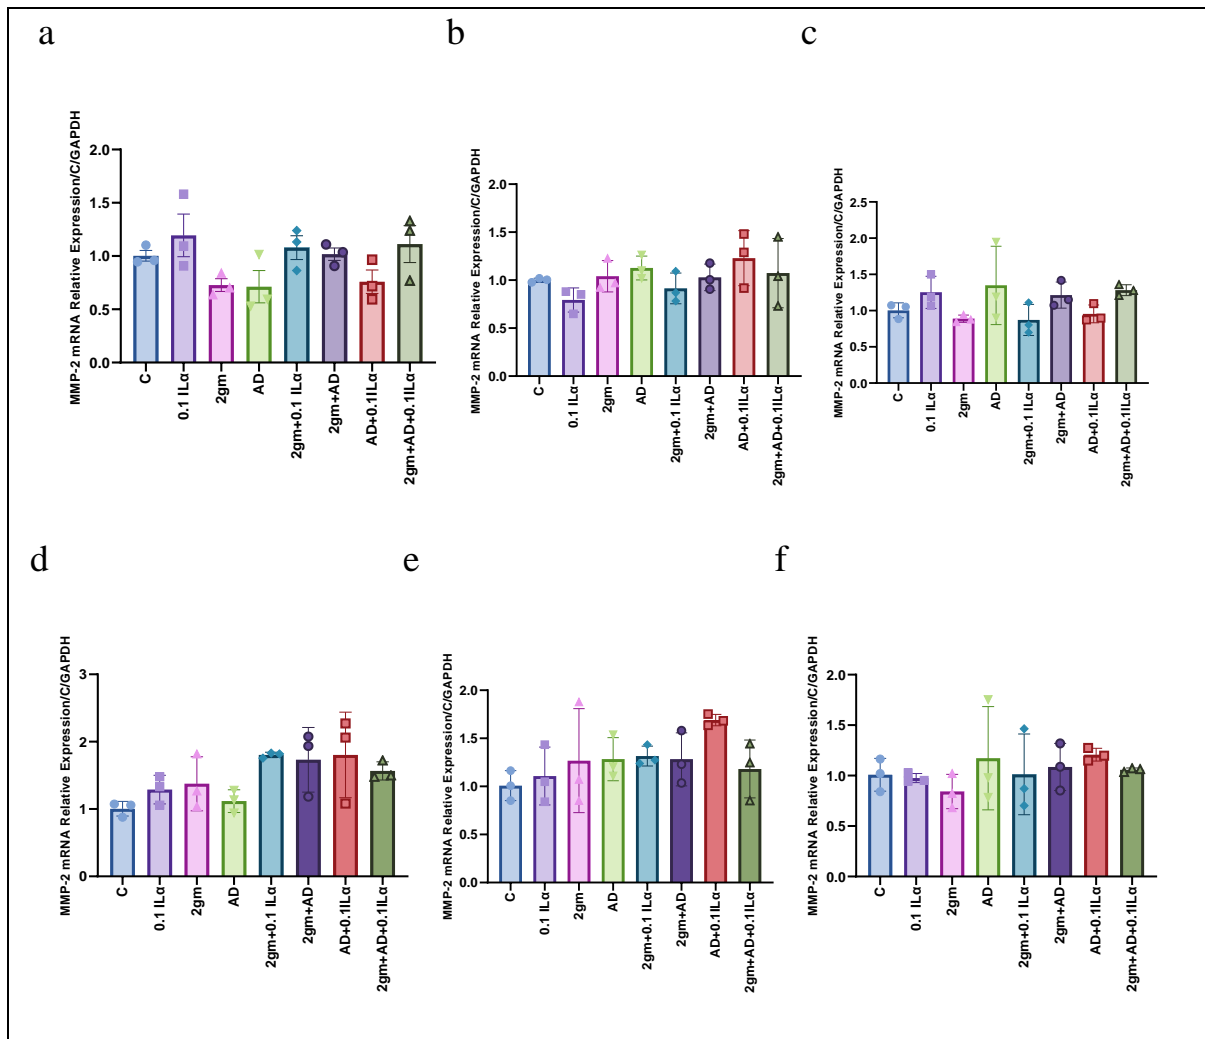 a
b
c
MMP-2 mRNA Relative Expression/C/GAPDH
2.0
1.5
1.0
0.5
0.0
C
0.1 ILα
2gm
AD
2gm+0.1 ILα
2gm+AD
AD+0.1ILα
2gm+AD+0.1ILα
MMP-2 mRNA Relative Expression/C/GAPDH
2.0
1.5
1.0
0.5
0.0
C
0.1 ILα
2gm
AD
2gm+0.1 ILα
2gm+AD
AD+0.1ILα
2gm+AD+0.1ILα
MMP-2 mRNA Relative Expression/C/GAPDH
2.5
2.0
1.5
1.0
0.5
0.0
C
0.1 ILα
2gm
AD
2gm+0.1 ILα
2gm+AD
AD+0.1ILα
2gm+AD+0.1ILα
d
e
f
MMP-2 mRNA Relative Expression/C/GAPDH
3
2
1
0
C
0.1 ILα
2gm
AD
2gm+0.1 ILα
2gm+AD
AD+0.1ILα
2gm+AD+0.1ILα
MMP-2 mRNA Relative Expression/C/GAPDH
2.0
1.5
1.0
0.5
0.0
C
0.1 ILα
2gm
AD
2gm+0.1 ILα
2gm+AD
AD+0.1ILα
2gm+AD+0.1ILα
MMP-2 mRNA Relative Expression/C/GAPDH
2.0
1.5
1.0
0.5
0.0
C
0.1 ILα
2gm
AD
2gm+0.1 ILα
2gm+AD
AD+0.1ILα
2gm+AD+0.1ILα